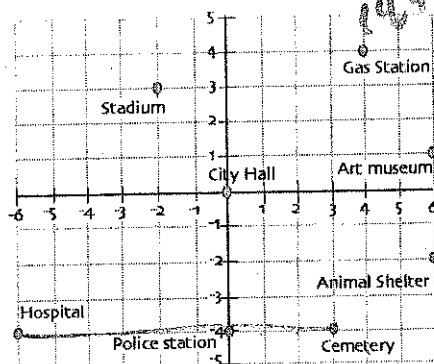 5
4
Gas Station
3
Stadium
2
1
Art museum
City Hall
-6 -5 -4 -3 -2 -1 1 2 3 4 5 6
-2
Animal Shelter
-3
Hospital
-4
Police station
Cemetery
-5